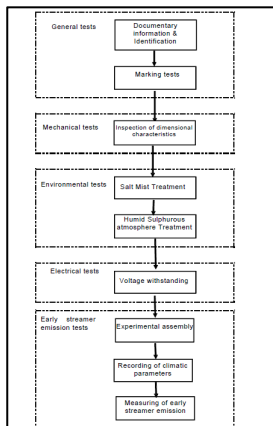 General tests
Documentary
information &
Identification
Marking tests
Mechanical tests
Inspection of dimensional
characteristics
Environmental tests
Salt Mist Treatment
Humid Sulphurous
atmosphere Treatment
Electrical tests
Voltage withstanding
Early streamer
emission tests
Experimental assembly
Recording of climatic
parameters
Measuring of early
streamer emission